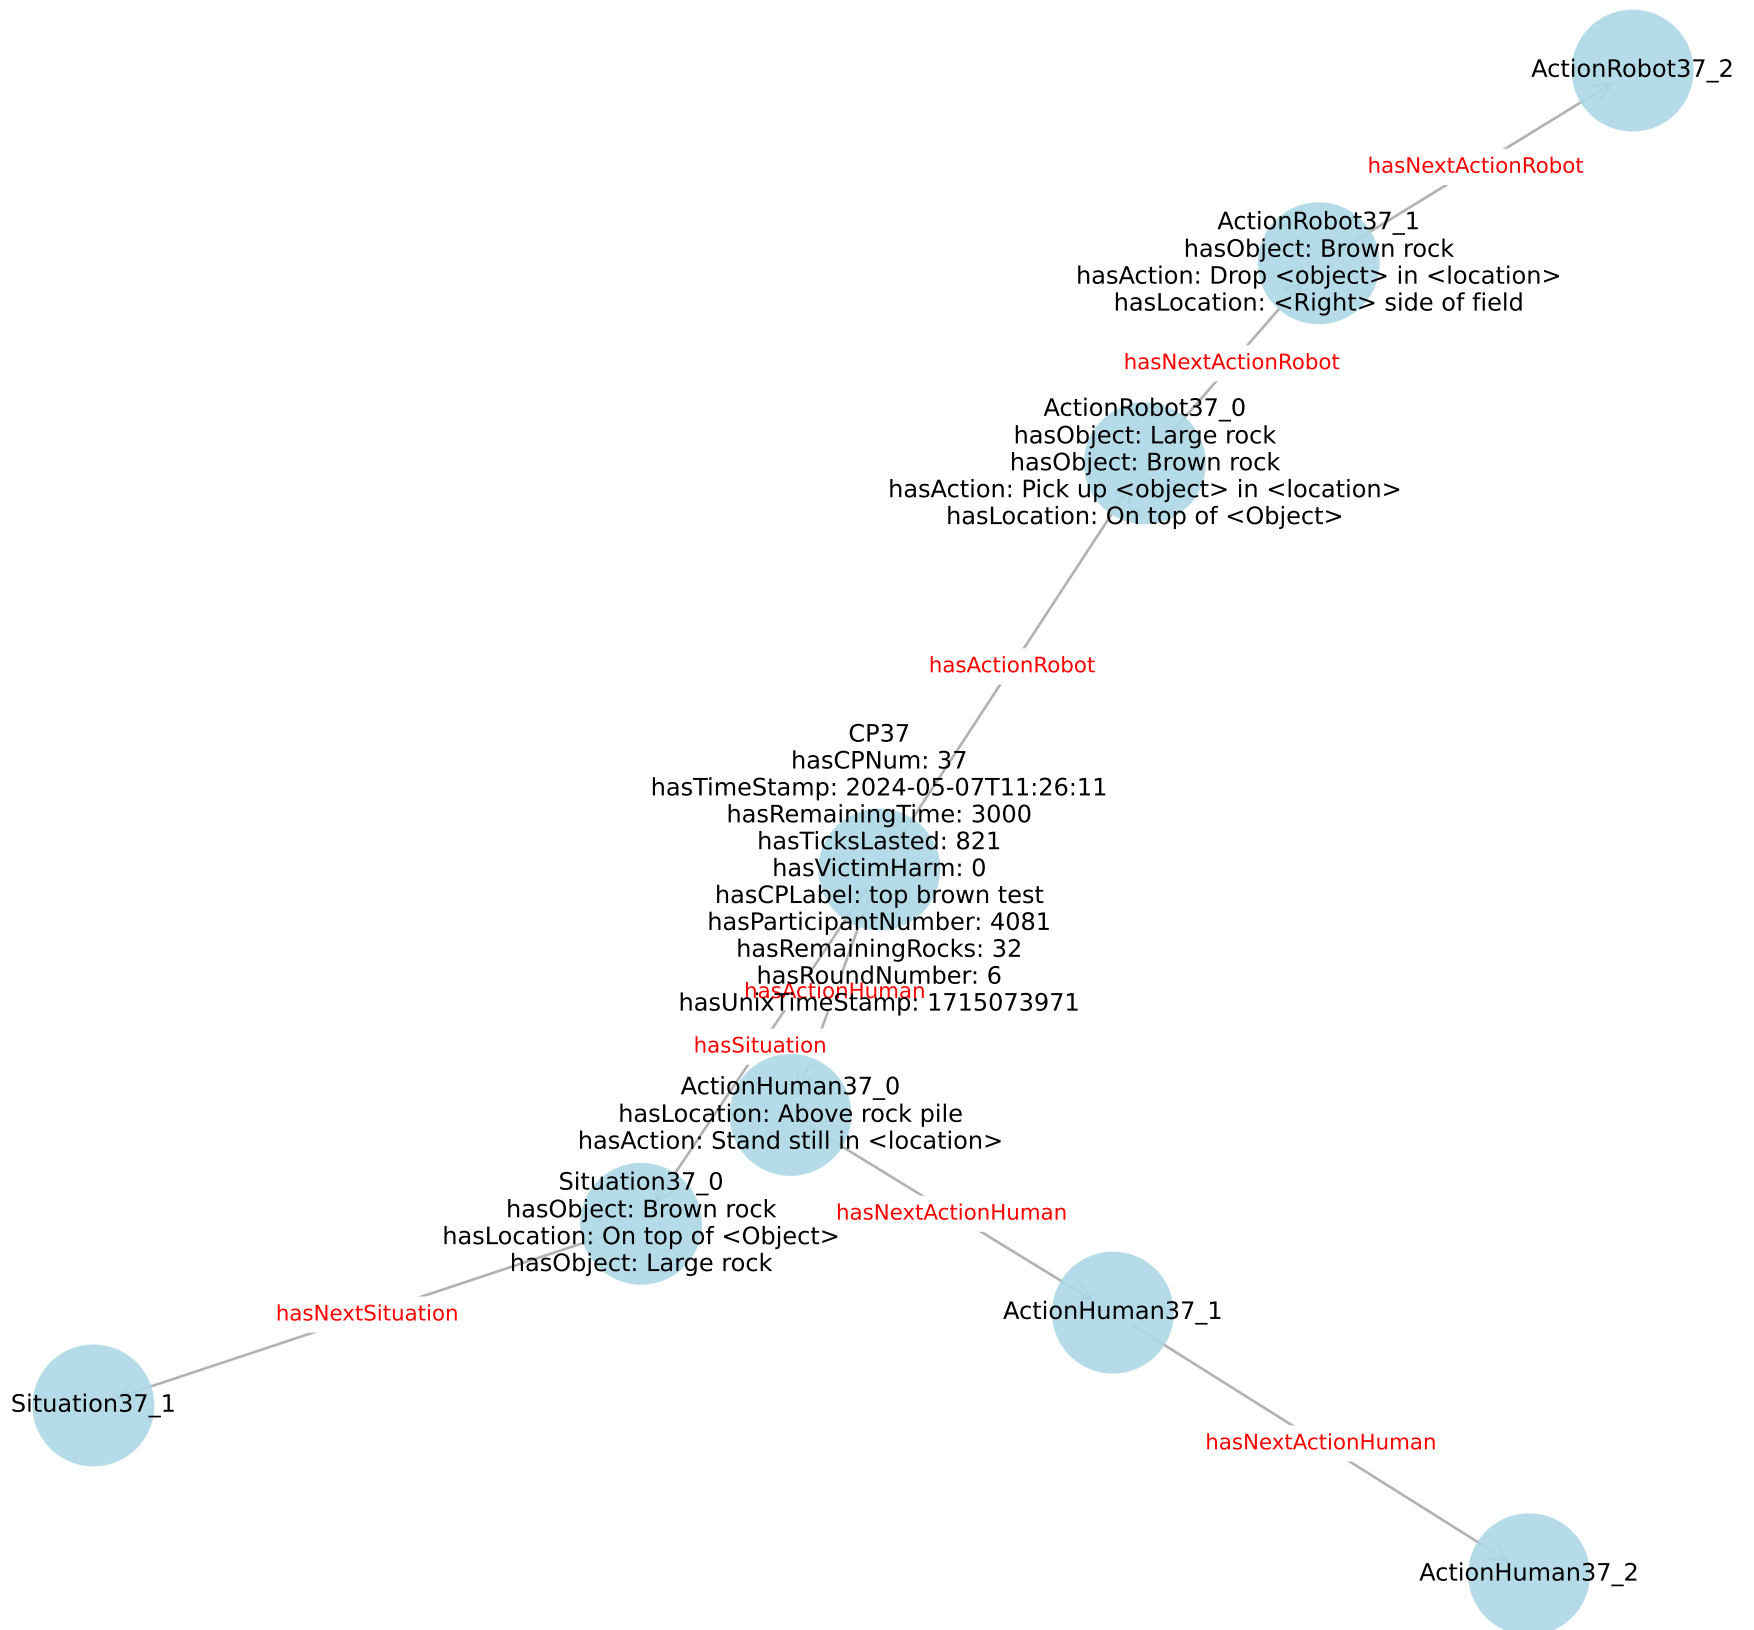 ActionRobot37_2
hasNextActionRobot
ActionRobot37_1
hasObject: Brown rock
hasAction: Drop <object> in <location>
hasLocation: <Right> side of field
hasNextActionRobot
ActionRobot37_0
hasObject: Large rock
hasObject: Brown rock
hasAction: Pick up <object> in <location>
hasLocation: On top of <Object>
hasActionRobot
CP37
hasCPNum: 37
hasTimeStamp: 2024-05-07T11:26:11
hasRemainingTime: 3000
hasTicksLasted: 821
hasVictimHarm: 0
hasCPLabel: top brown test
hasParticipantNumber: 4081
hasRemainingRocks: 32
hasRoundNumber: 6
hasActionHuman
hasUnixTimeStamp: 1715073971
hasSituation
ActionHuman37_0
hasLocation: Above rock pile
hasAction: Stand still in <location>
Situation37_0
hasObject: Brown rock
hasLocation: On top of <Object>
hasObject: Large rock
hasNextActionHuman
hasNextSituation
ActionHuman37_1
Situation37_1
hasNextActionHuman
ActionHuman37_2